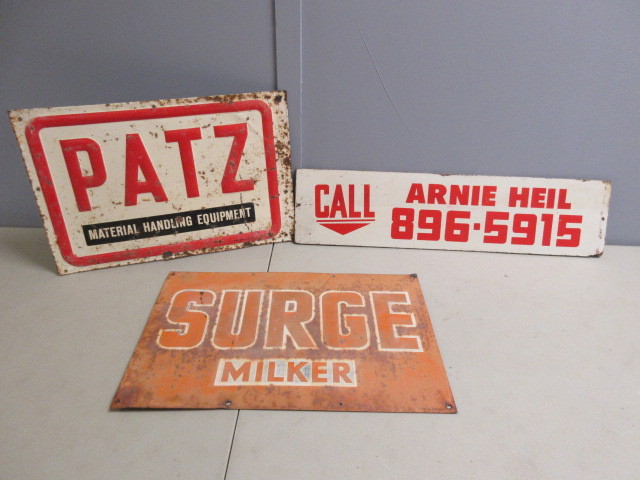 PATZ
MATERIAL HANDLING EQUIPMENT
CALL
ARNIE HEIL
896-5915
SURGE
MILKER